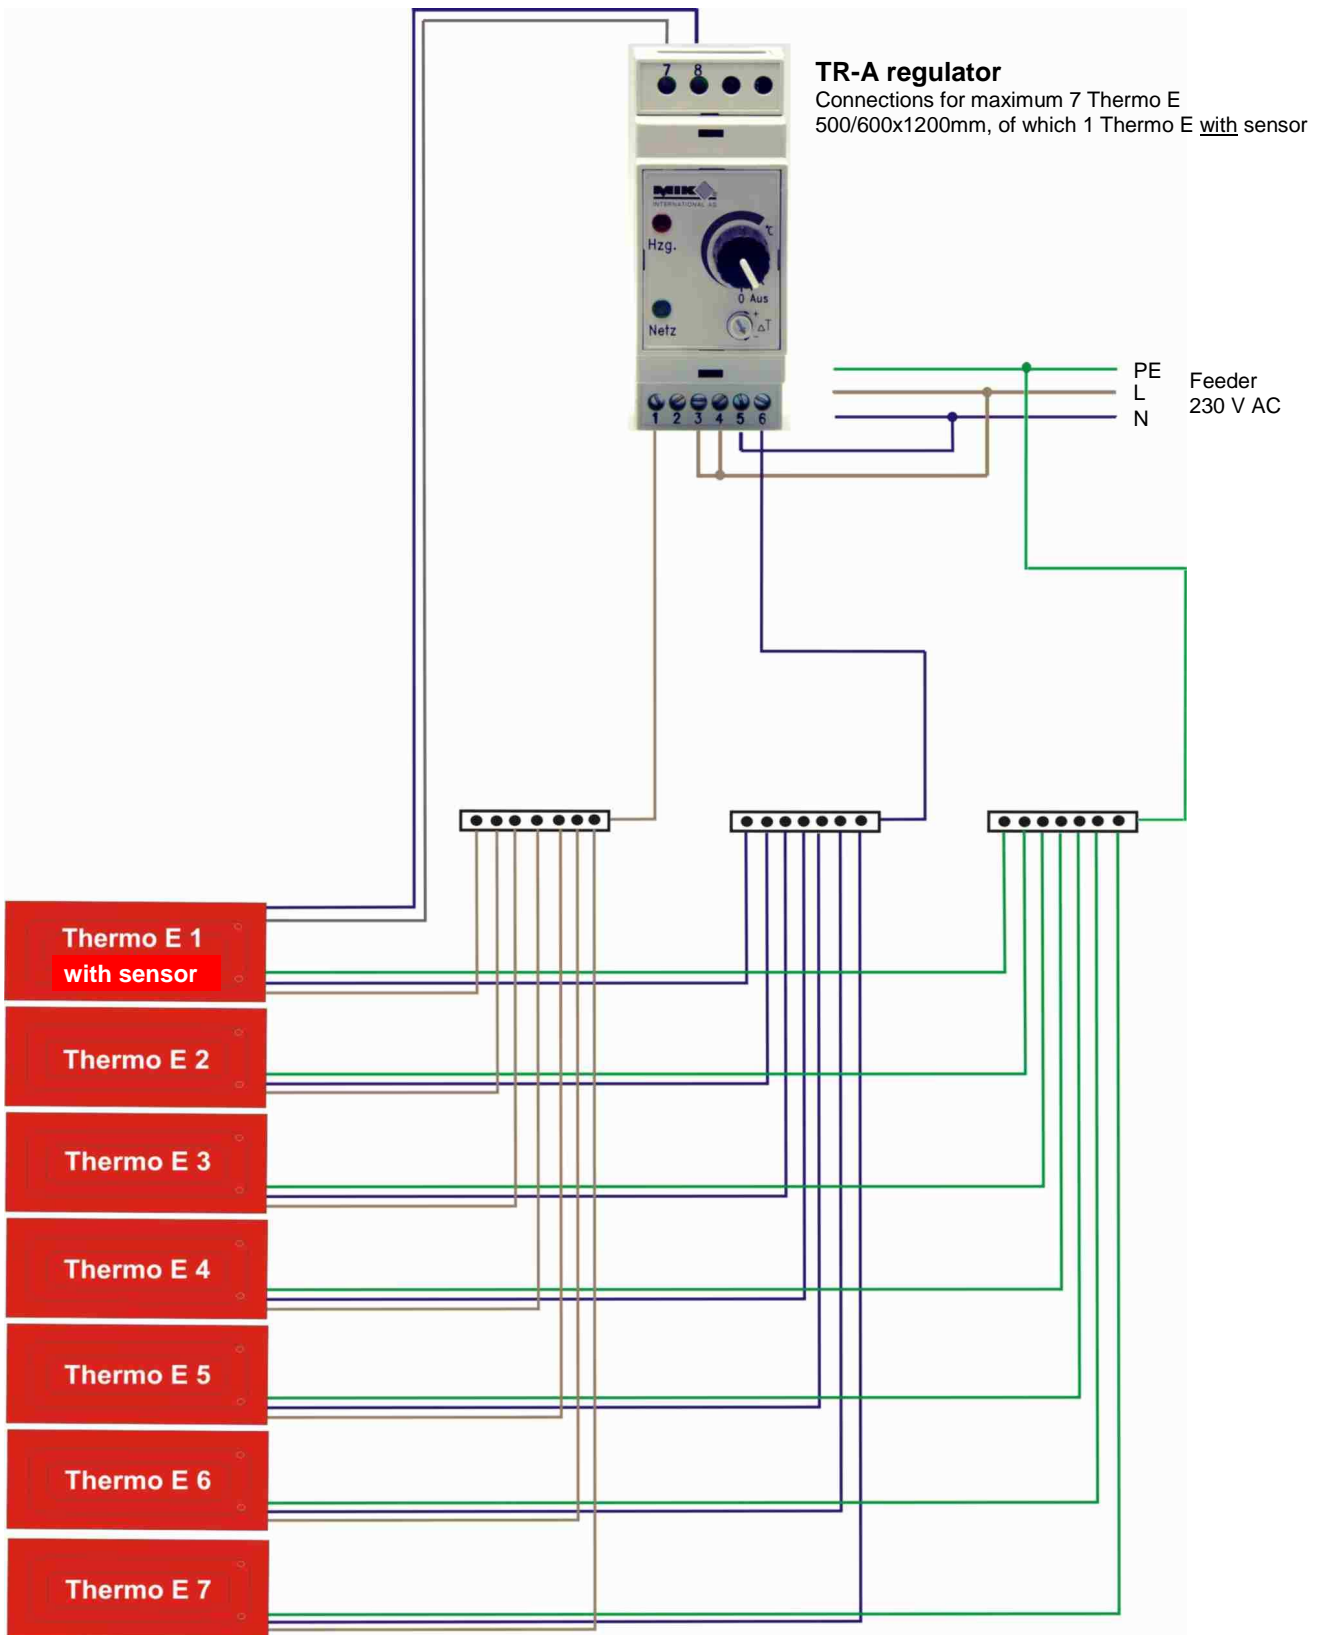 TR-A regulator
Connections for maximum 7 Thermo E
500/600x1200mm, of which 1 Thermo E with sensor
7 8
MIK
INTERNATIONAL AG
°C
Hzg.
0 Aus
Netz
+
- ΔT
1 2 3 4 5 6
PE
L
N
Feeder
230 V AC
Thermo E 1
with sensor
Thermo E 2
Thermo E 3
Thermo E 4
Thermo E 5
Thermo E 6
Thermo E 7